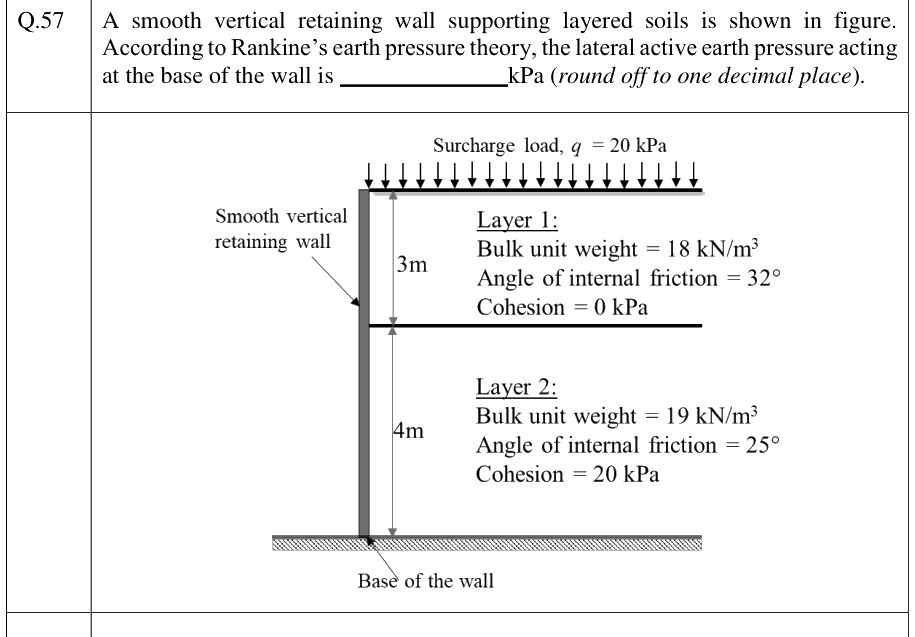 Q.57
A smooth vertical retaining wall supporting layered soils is shown in figure.
According to Rankine’s earth pressure theory, the lateral active earth pressure acting
at the base of the wall is ______________kPa (round off to one decimal place).
Surcharge load, q = 20 kPa
Smooth vertical
retaining wall
3m
Layer 1:
Bulk unit weight = 18 kN/m³
Angle of internal friction = 32°
Cohesion = 0 kPa
4m
Layer 2:
Bulk unit weight = 19 kN/m³
Angle of internal friction = 25°
Cohesion = 20 kPa
Base of the wall